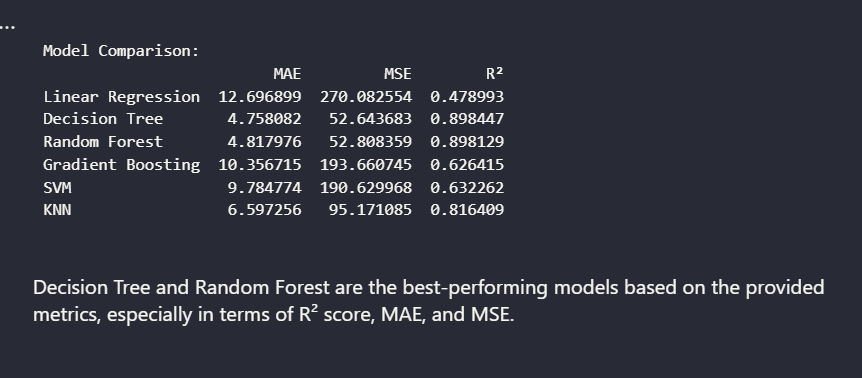 ...
Model Comparison:
MAE MSE R²
Linear Regression 12.696899 270.082554 0.478993
Decision Tree 4.758082 52.643683 0.898447
Random Forest 4.817976 52.808359 0.898129
Gradient Boosting 10.356715 193.660745 0.626415
SVM 9.784774 190.629968 0.632262
KNN 6.597256 95.171085 0.816409
Decision Tree and Random Forest are the best-performing models based on the provided
metrics, especially in terms of R² score, MAE, and MSE.